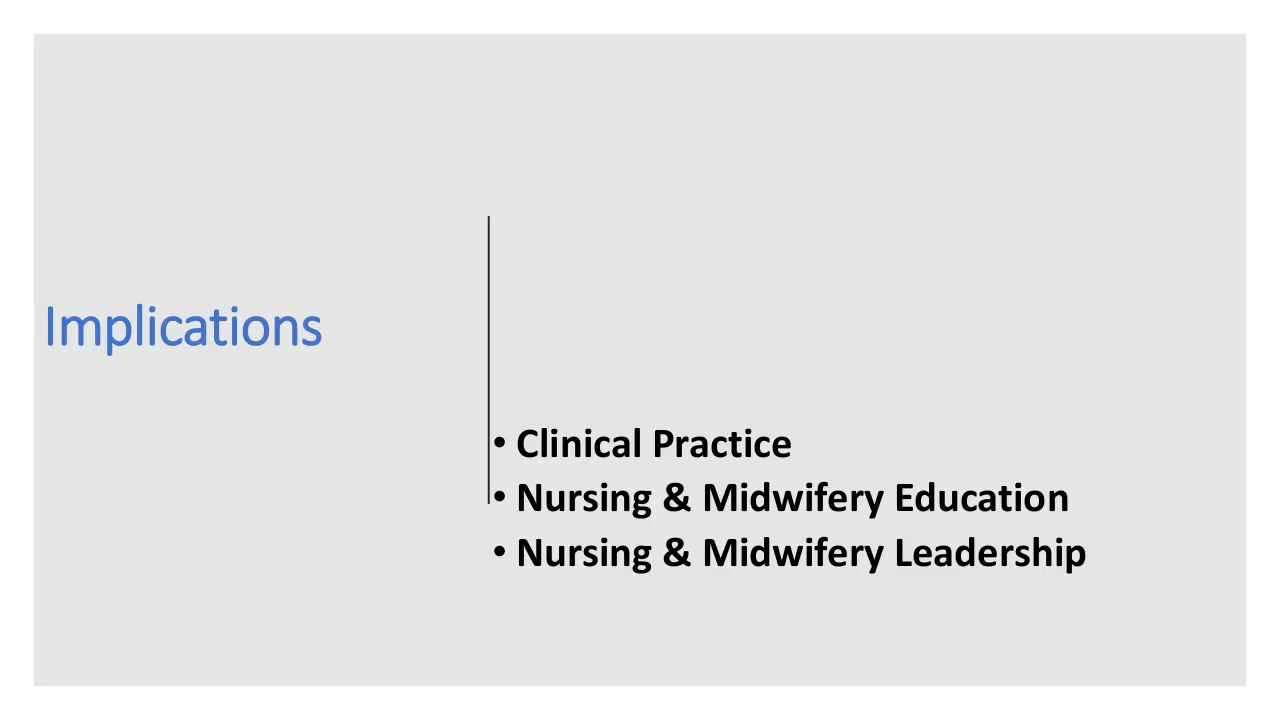 Implications
• Clinical Practice
• Nursing & Midwifery Education
• Nursing & Midwifery Leadership